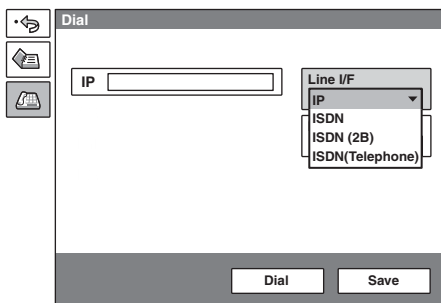 Dial
IP
Line I/F
IP
ISDN
ISDN (2B)
ISDN(Telephone)
Dial
Save